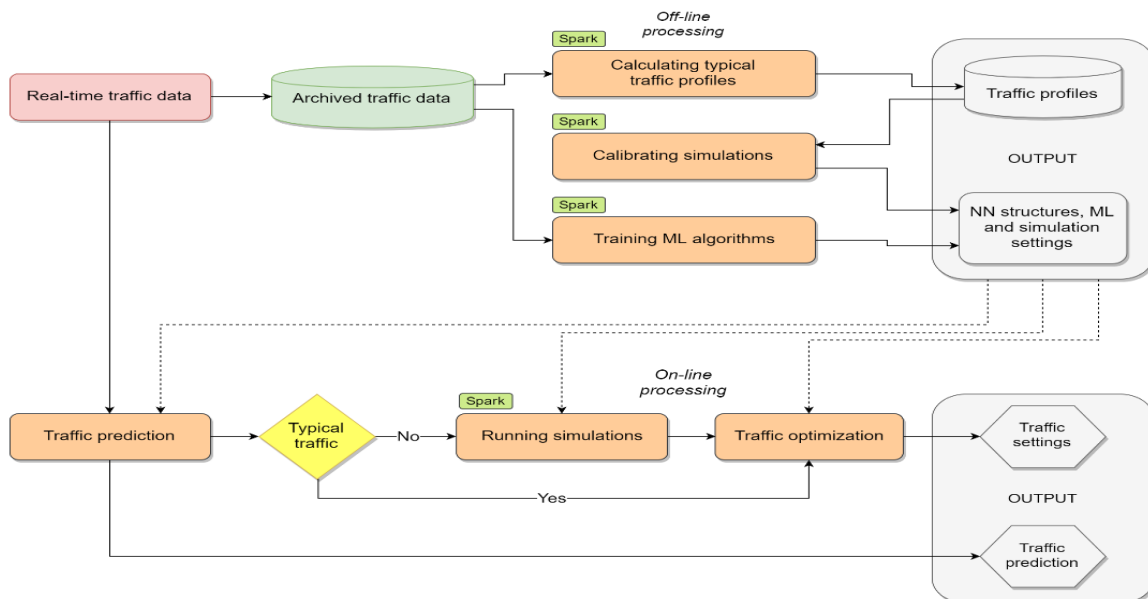 Off-line
processing
Spark
Calculating typical
traffic profiles
Real-time traffic data
Archived traffic data
Traffic profiles
Spark
Calibrating simulations
OUTPUT
Spark
Training ML algorithms
NN structures, ML
and simulation
settings
On-line
processing
Spark
Traffic prediction
Typical
traffic
No
Running simulations
Traffic optimization
Traffic
settings
Yes
OUTPUT
Traffic
prediction